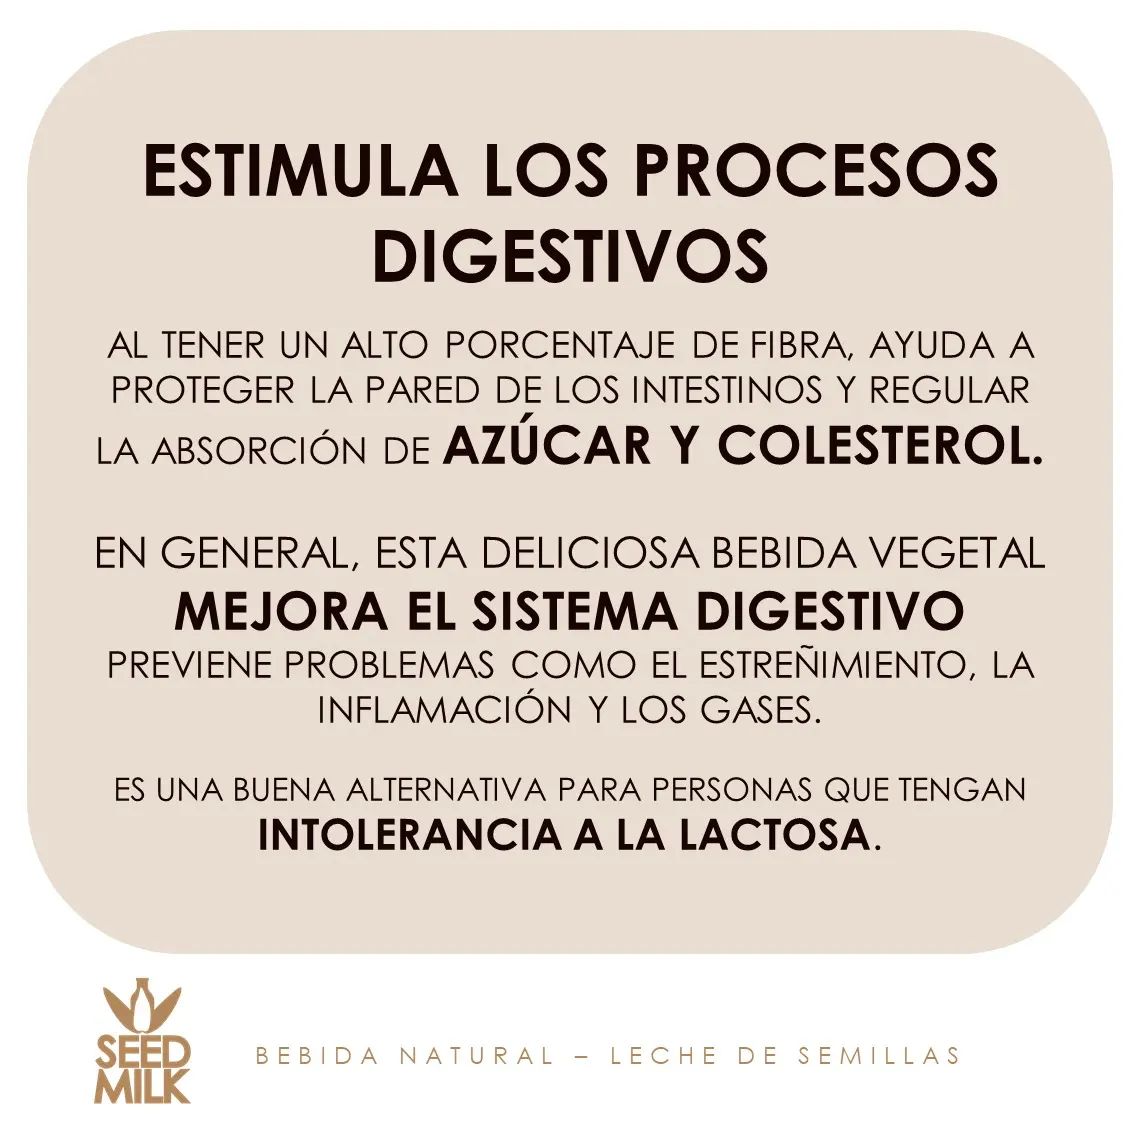 ESTIMULA LOS PROCESOS
DIGESTIVOS
AL TENER UN ALTO PORCENTAJE DE FIBRA, AYUDA A
PROTEGER LA PARED DE LOS INTESTINOS Y REGULAR
LA ABSORCIÓN DE AZÚCAR Y COLESTEROL.
EN GENERAL, ESTA DELICIOSA BEBIDA VEGETAL
MEJORA EL SISTEMA DIGESTIVO
PREVIENE PROBLEMAS COMO EL ESTREÑIMIENTO, LA
INFLAMACIÓN Y LOS GASES.
ES UNA BUENA ALTERNATIVA PARA PERSONAS QUE TENGAN
INTOLERANCIA A LA LACTOSA.
SEED
MILK
BEBIDA NATURAL – LECHE DE SEMILLAS